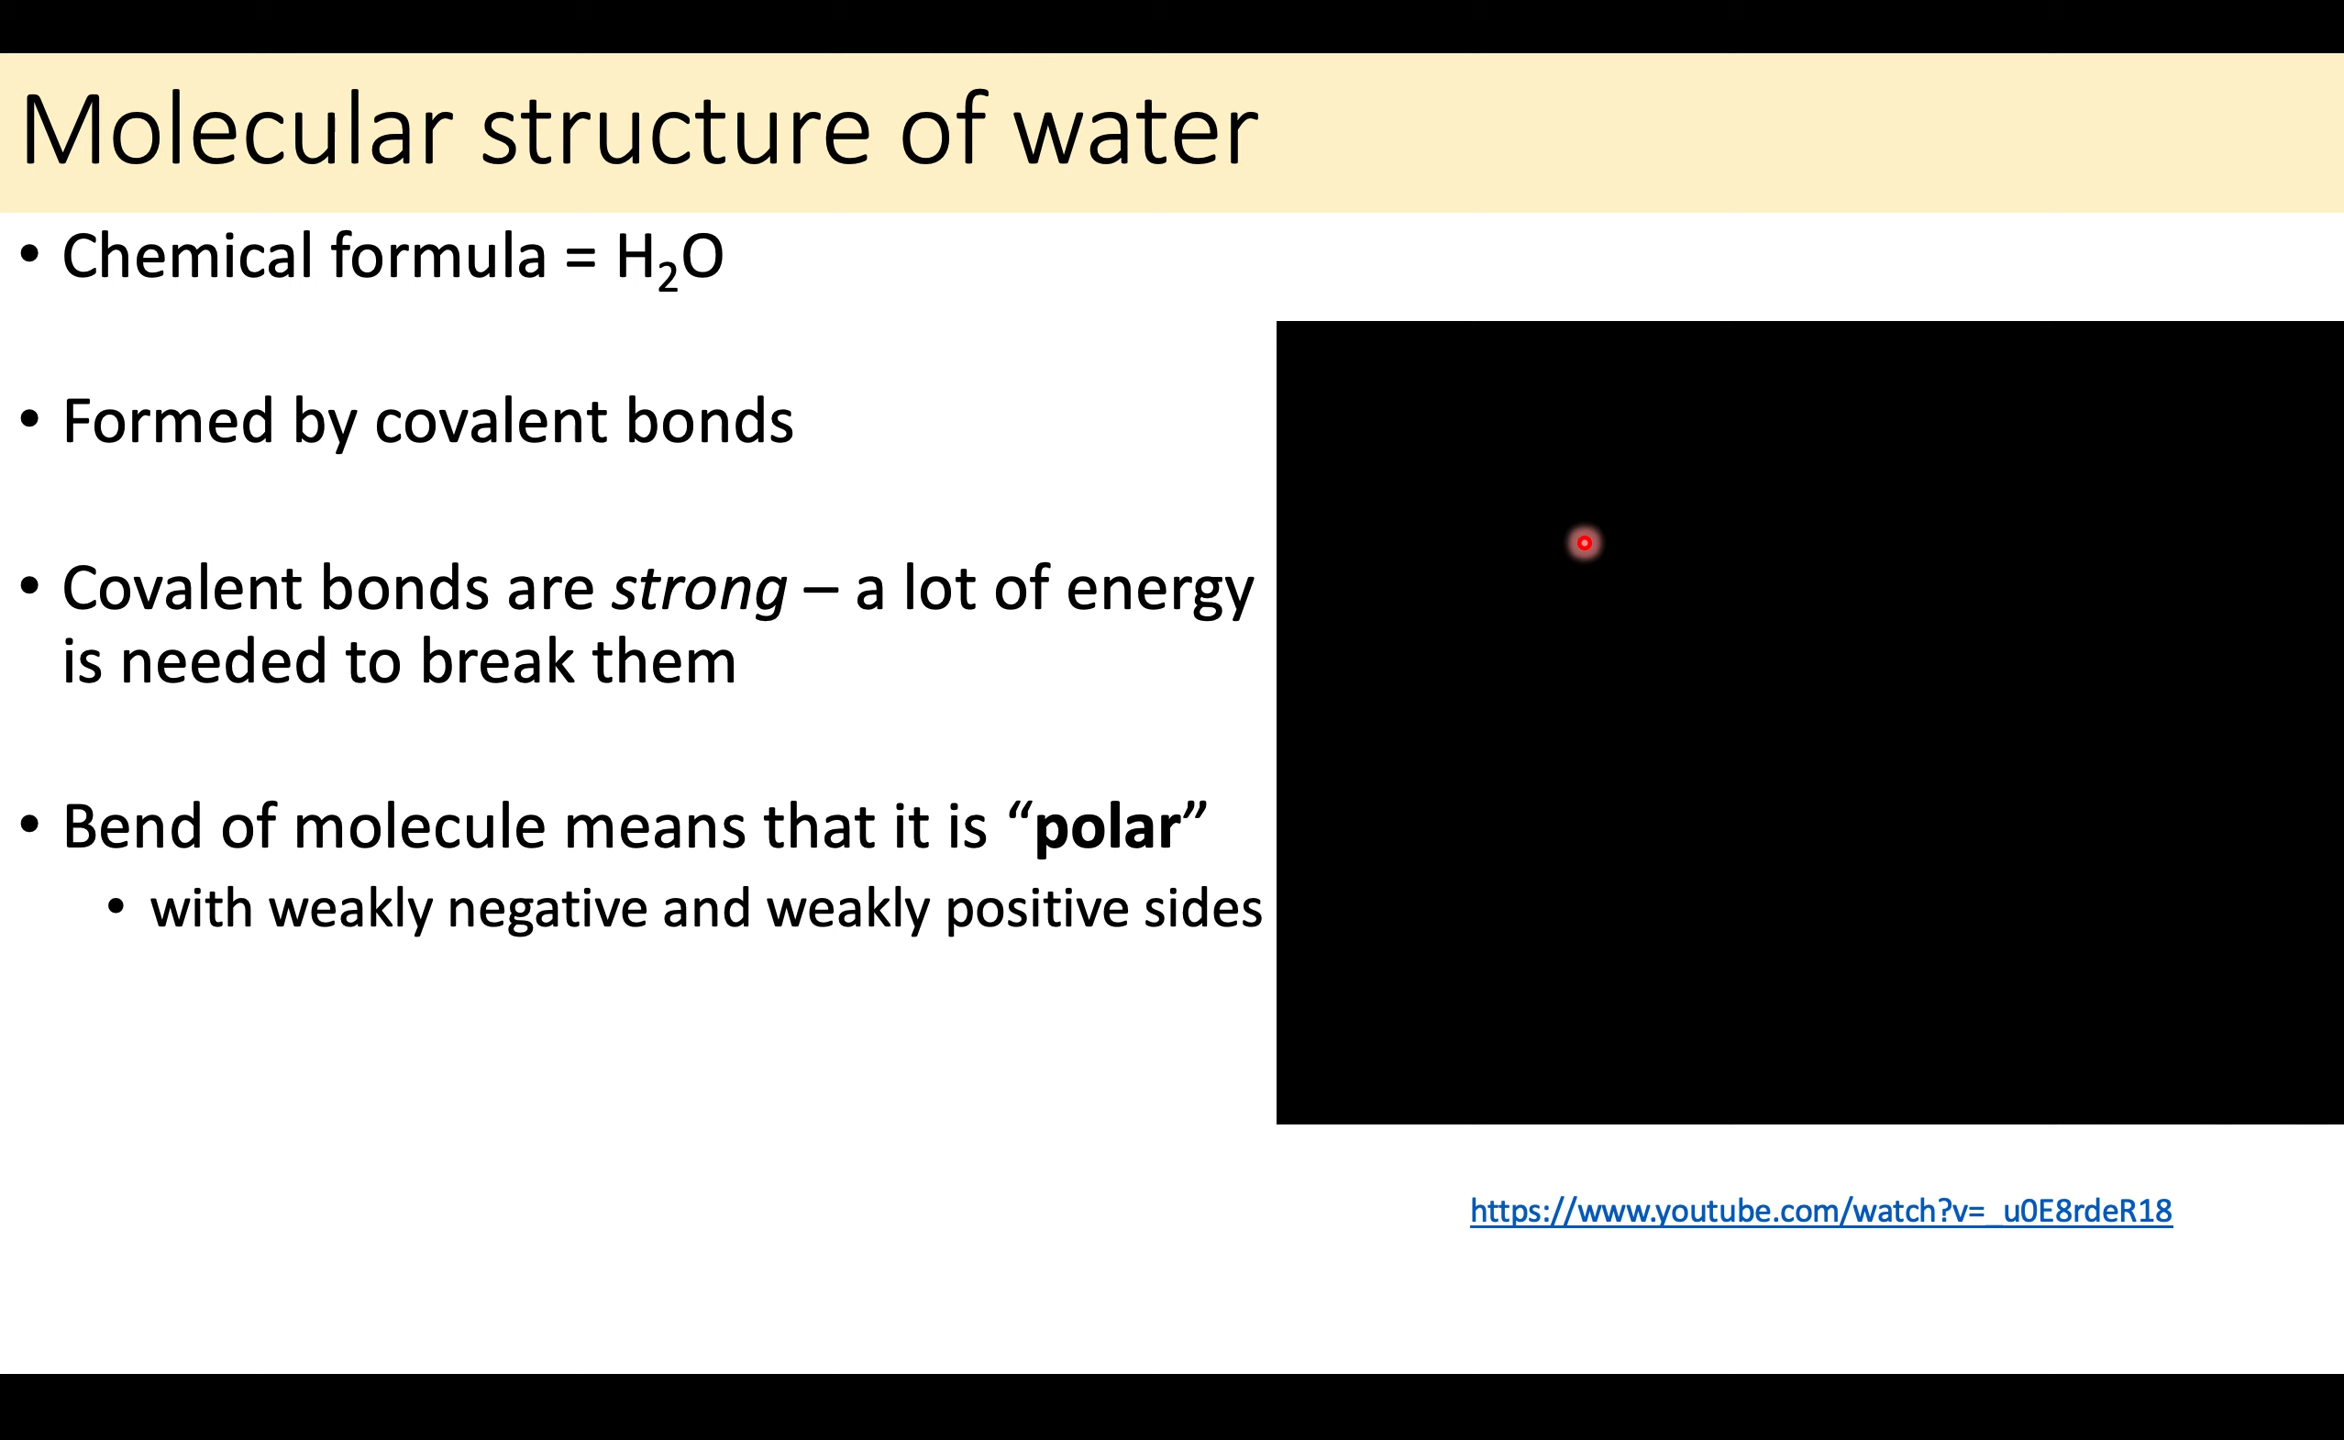 Molecular structure of water
• Chemical formula = H₂O
• Formed by covalent bonds
• Covalent bonds are strong – a lot of energy
is needed to break them
• Bend of molecule means that it is “polar”
• with weakly negative and weakly positive sides
https://www.youtube.com/watch?v=_u0E8rdeR18